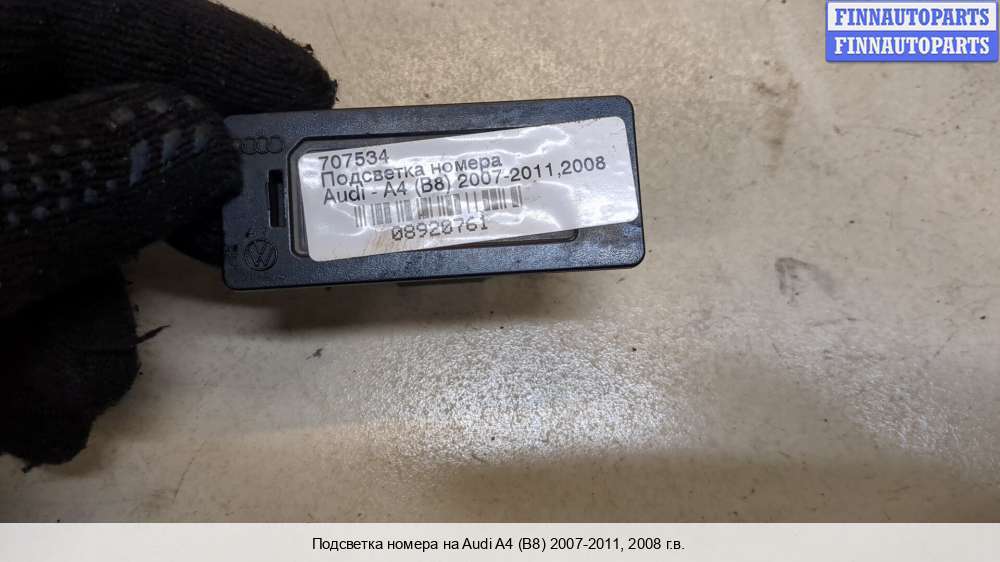 FINNAUTOPARTS
FINNAUTOPARTS
707534
Подсветка номера
Audi - A4 (B8) 2007-2011,2008
08920761
Подсветка номера на Audi A4 (B8) 2007-2011, 2008 г.в.